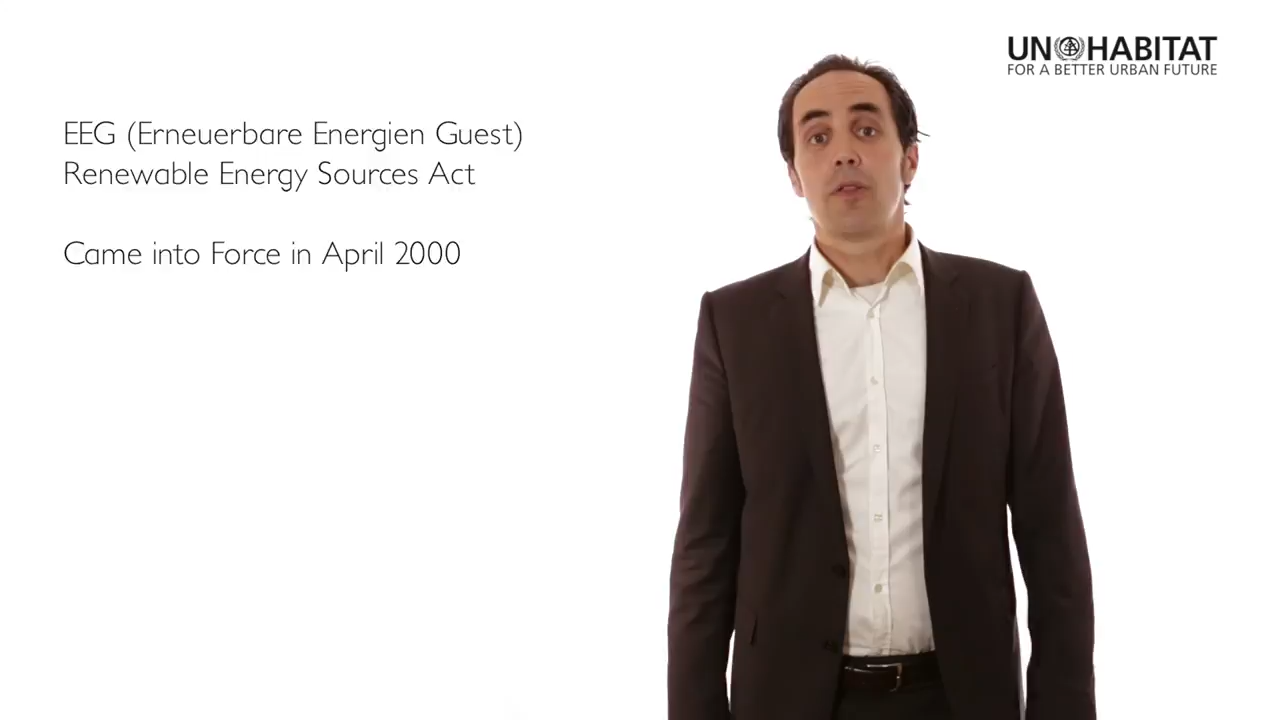 UN HABITAT
FOR A BETTER URBAN FUTURE
EEG (Erneuerbare Energien Guest)
Renewable Energy Sources Act
Came into Force in April 2000